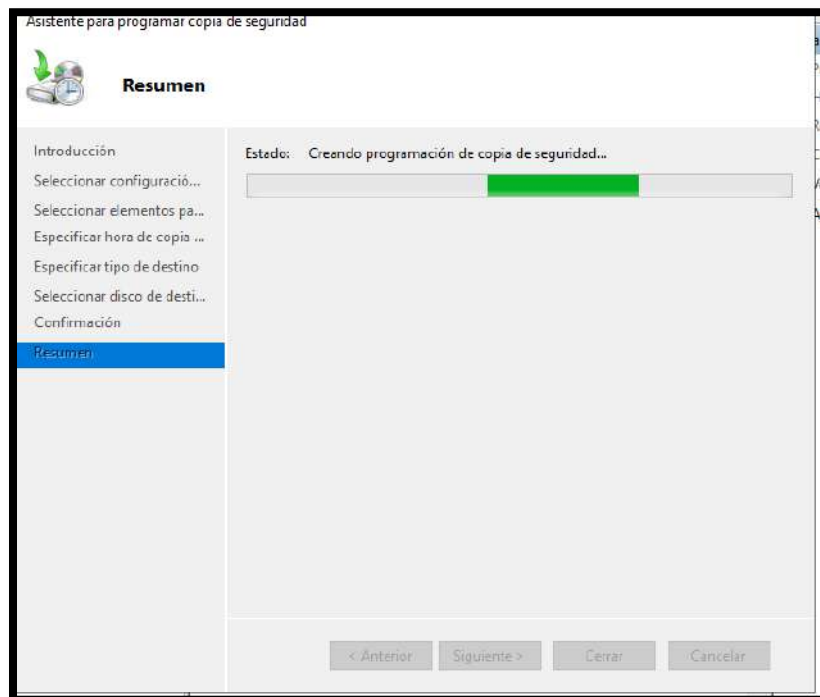 Asistente para programar copia de seguridad
Resumen
Introducción
Seleccionar configuració...
Seleccionar elementos pa...
Especificar hora de copia ...
Especificar tipo de destino
Seleccionar disco de desti...
Confirmación
Resumen
Estado: Creando programación de copia de seguridad...
< Anterior
Siguiente >
Cerrar
Cancelar